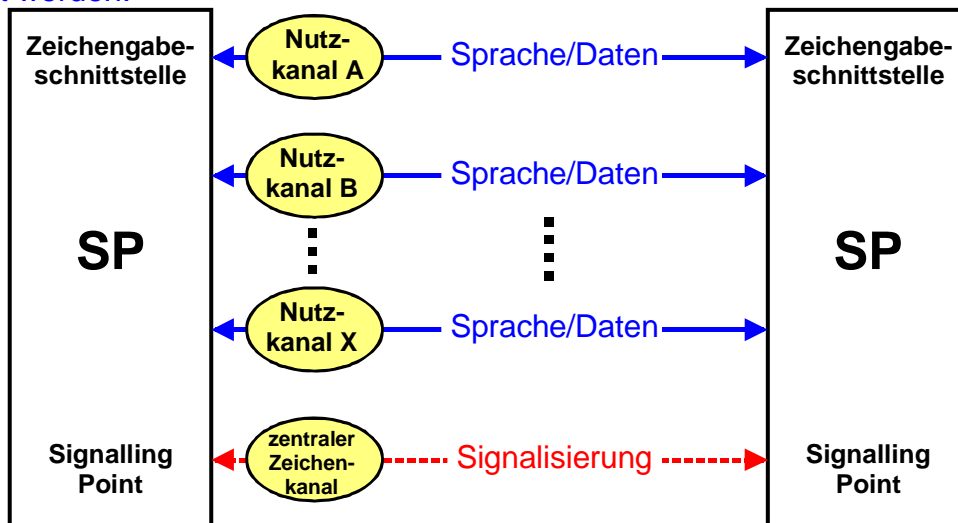 werden.
Zeichengabe-
schnittstelle
Nutz-
kanal A
Sprache/Daten
Zeichengabe-
schnittstelle
Nutz-
kanal B
Sprache/Daten
SP
SP
Nutz-
kanal X
Sprache/Daten
Signalling
Point
zentraler
Zeichen-
kanal
Signalisierung
Signalling
Point